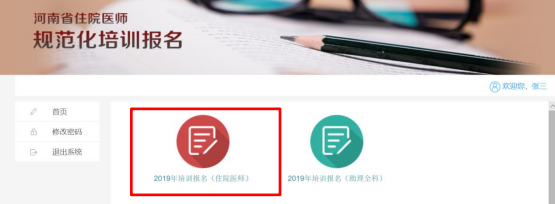 河南省住院医师
规范化培训报名
欢迎您，张三
首页
修改密码
退出系统
2019年培训报名（住院医师）
2019年培训报名（助理全科）